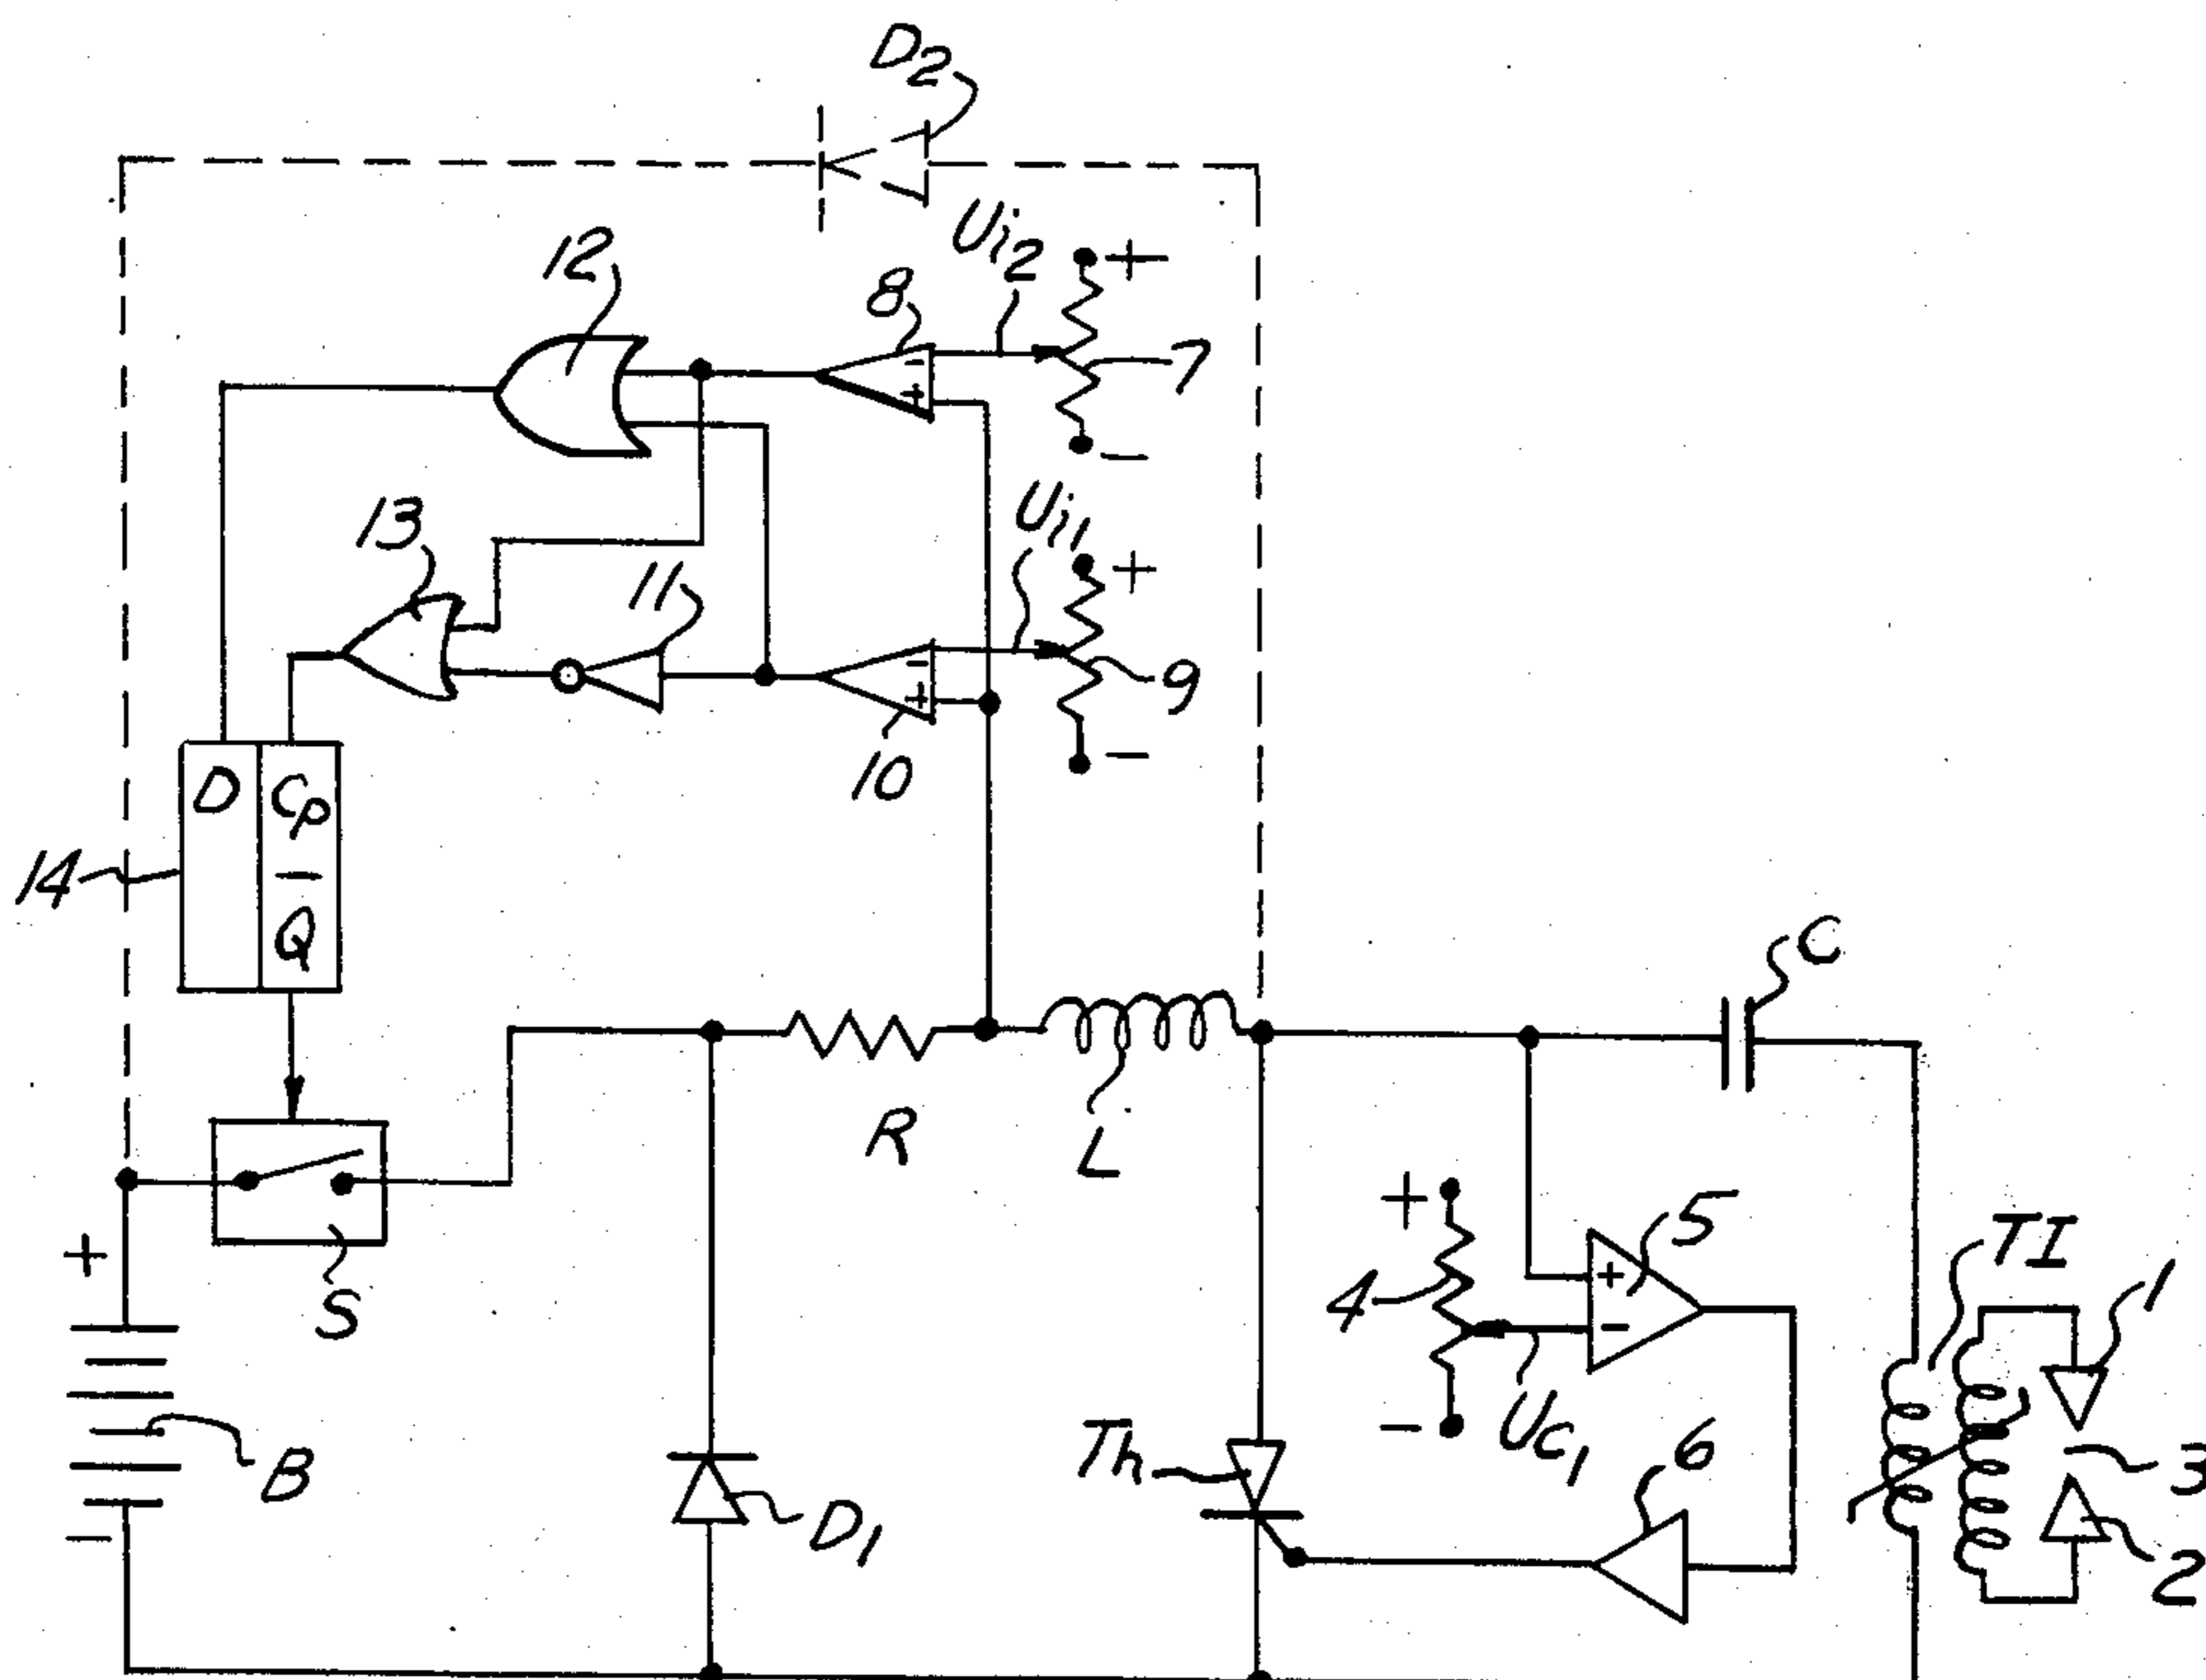 D2
Ui2
+
12
8
-
+
7
-
Ui1
13
+
11
-
+
9
10
-
D
Cp
Q̅
14
C
R
L
+
5
TI
+
4
+
-
1
S
-
UC1
Th
6
3
B
D1
2
-